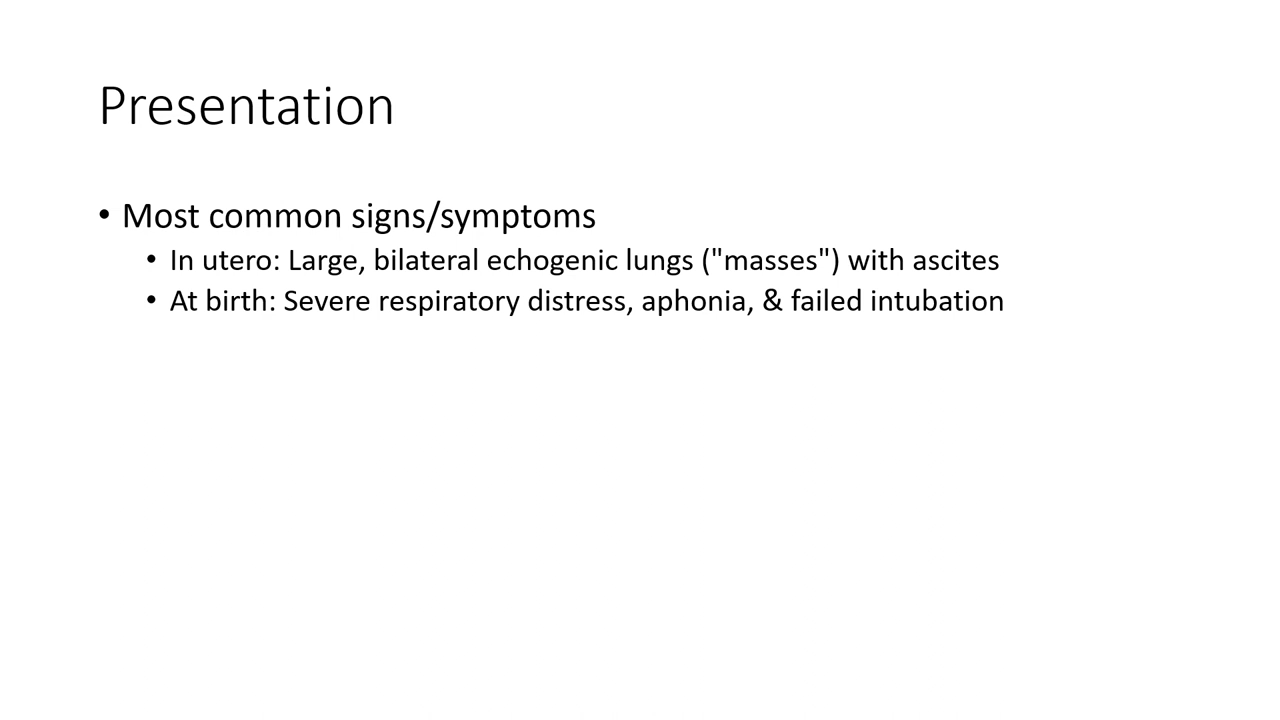 Presentation
• Most common signs/symptoms
• In utero: Large, bilateral echogenic lungs ("masses") with ascites
• At birth: Severe respiratory distress, aphonia, & failed intubation